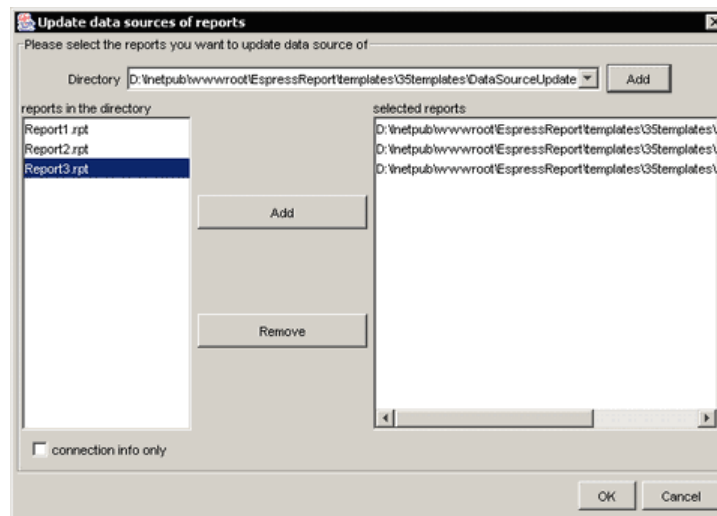 Update data sources of reports
Please select the reports you want to update data source of
Directory D:\Inetpub\wwwroot\EspressReport\templates\35templates\DataSourceUpdate Add
reports in the directory
selected reports
Report1.rpt
Report2.rpt
Report3.rpt
D:\Inetpub\wwwroot\EspressReport\templates\35templates\
D:\Inetpub\wwwroot\EspressReport\templates\35templates\
D:\Inetpub\wwwroot\EspressReport\templates\35templates\
Add
Remove
connection info only
OK Cancel